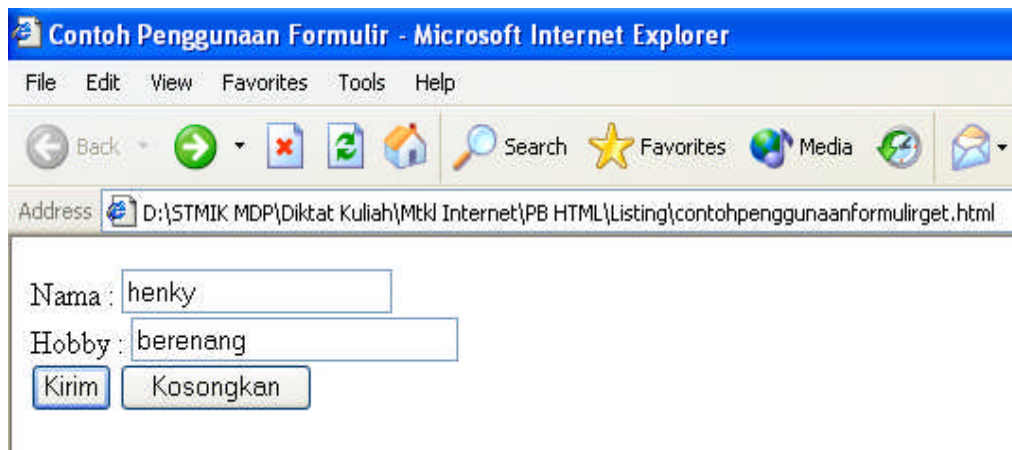 Contoh Penggunaan Formulir - Microsoft Internet Explorer
File Edit View Favorites Tools Help
Back Search Favorites Media
Address D:\STMIK MDP\Diktat Kuliah\Mtkl Internet\PB HTML\Listing\contohpenggunaanformulirget.html
Nama : henky
Hobby : berenang
Kirim Kosongkan